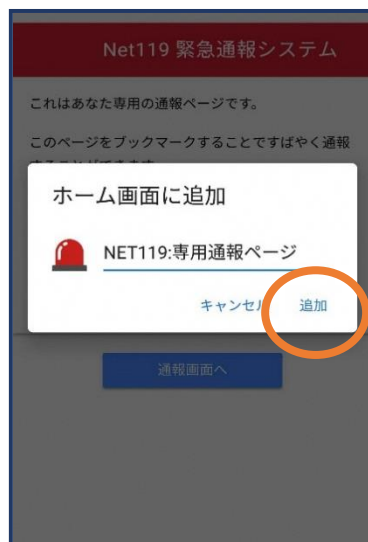 Net119 緊急通報システム
これはあなた専用の通報ページです。
このページをブックマークすることですばやく通報
ホーム画面に追加
NET119:専用通報ページ
キャンセル
追加
通報画面へ